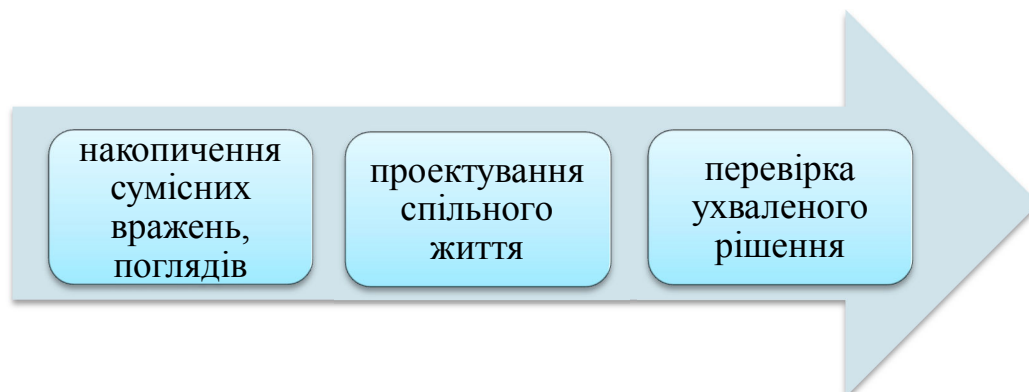 накопичення
сумісних
вражень,
поглядів
проектування
спільного
життя
перевірка
ухваленого
рішення